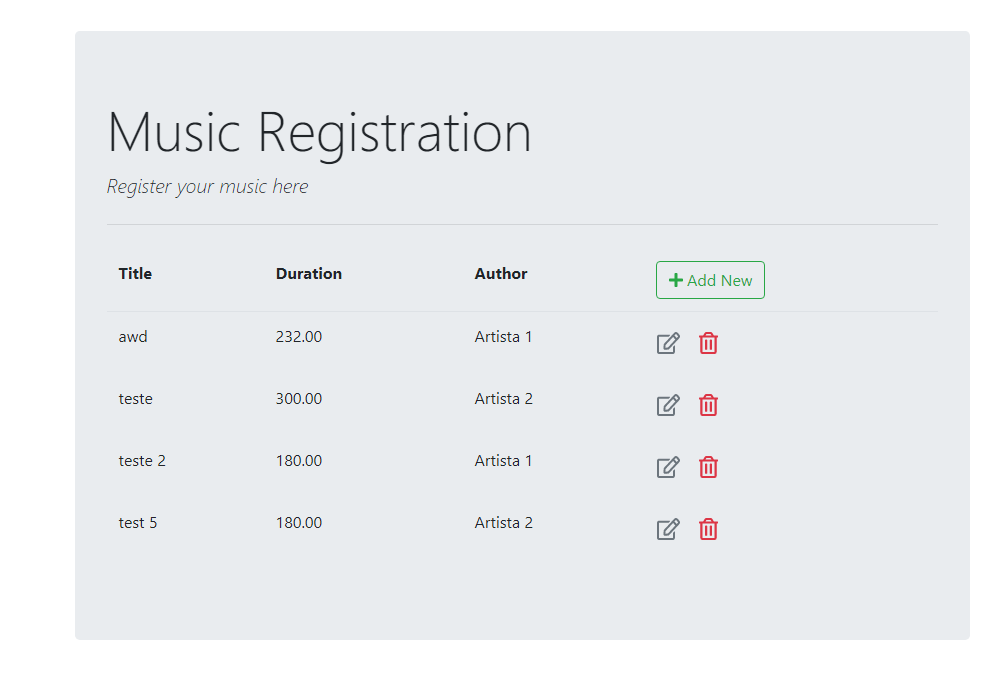 Music Registration
Register your music here
Title Duration Author Add New
awd 232.00 Artista 1
teste 300.00 Artista 2
teste 2 180.00 Artista 1
test 5 180.00 Artista 2